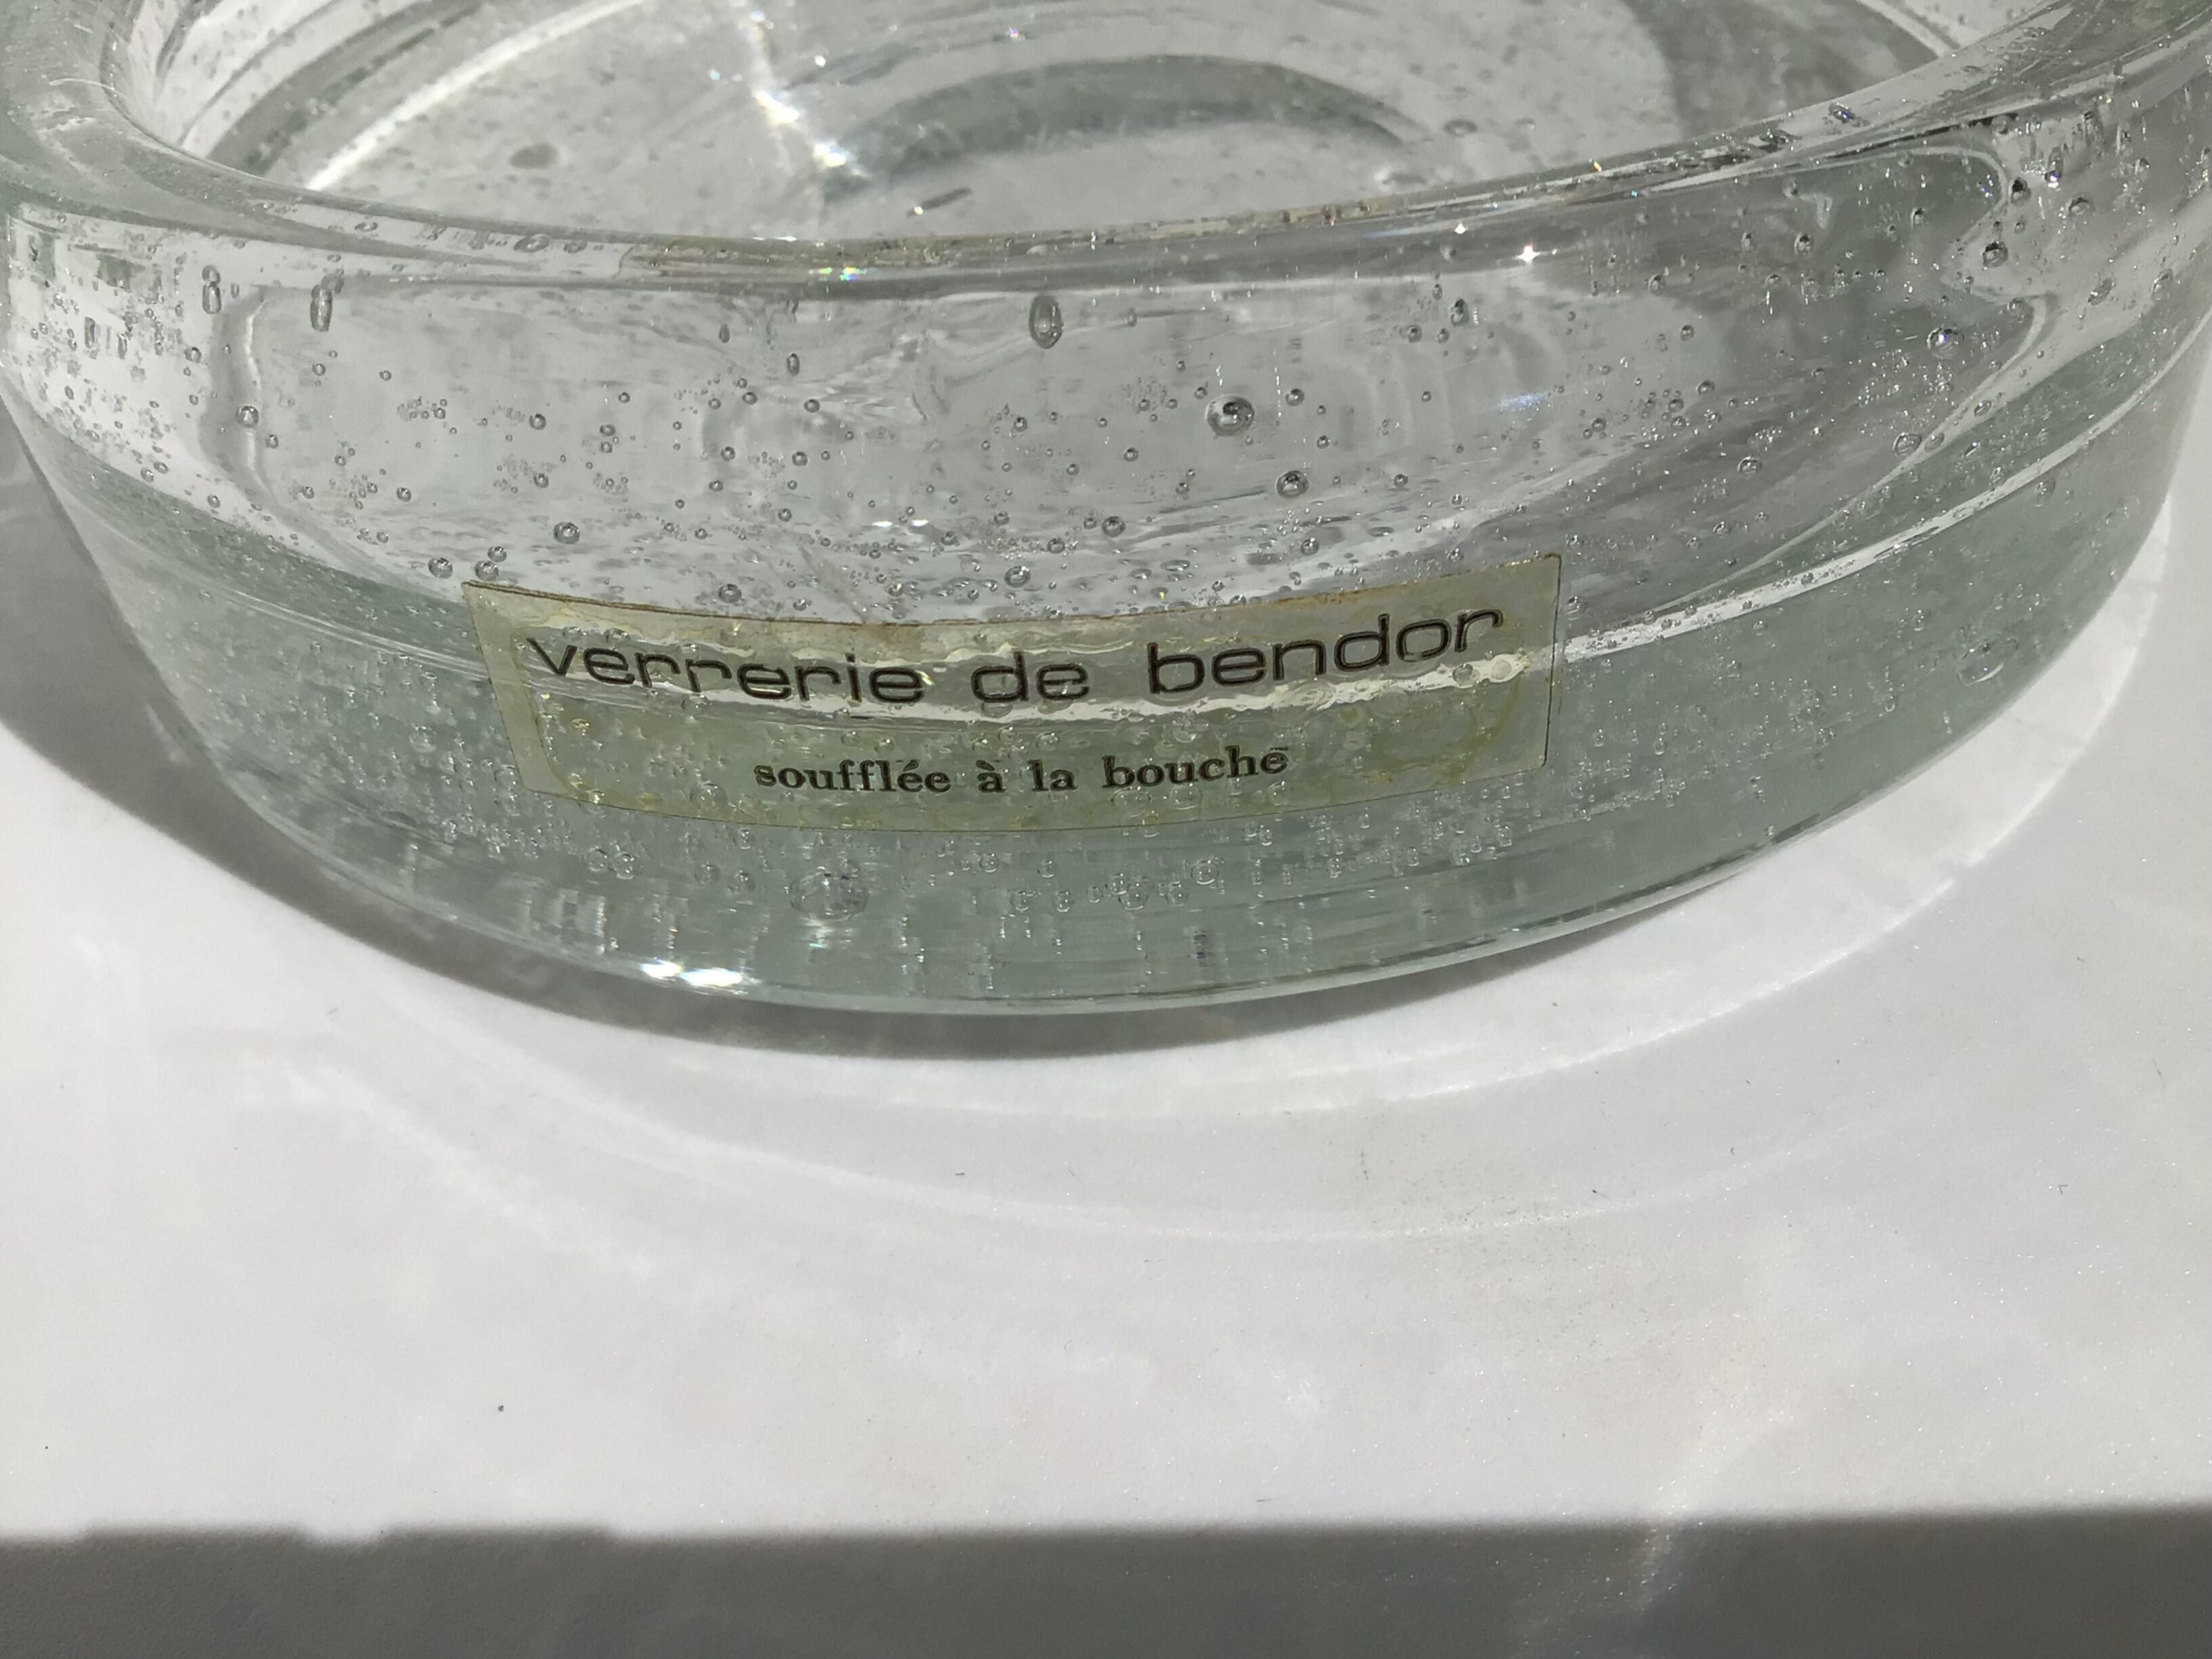 verrerie de bendor
soufflée à la bouche